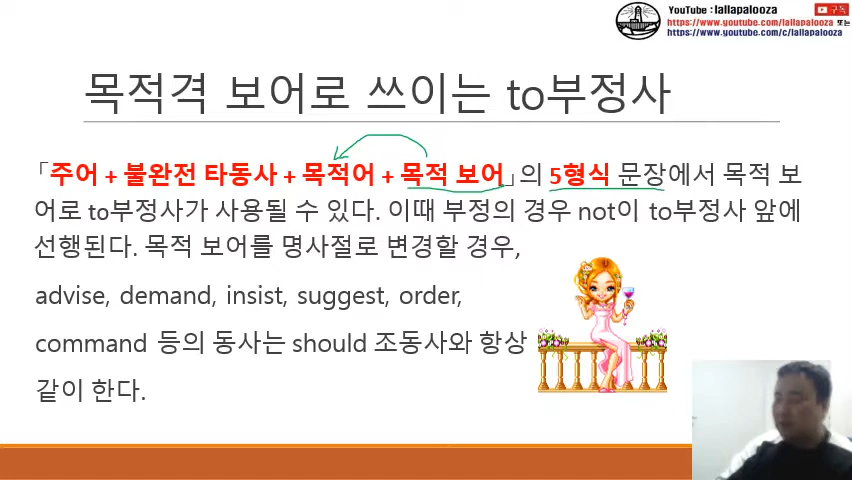 YouTube : lallapalooza
구독
https://www.youtube.com/lallapalooza 또는
https://www.youtube.com/c/lallapalooza
목적격 보어로 쓰이는 to부정사
「주어 + 불완전 타동사 + 목적어 + 목적 보어」의 5형식 문장에서 목적 보
어로 to부정사가 사용될 수 있다. 이때 부정의 경우 not이 to부정사 앞에
선행된다. 목적 보어를 명사절로 변경할 경우,
advise, demand, insist, suggest, order,
command 등의 동사는 should 조동사와 항상
같이 한다.